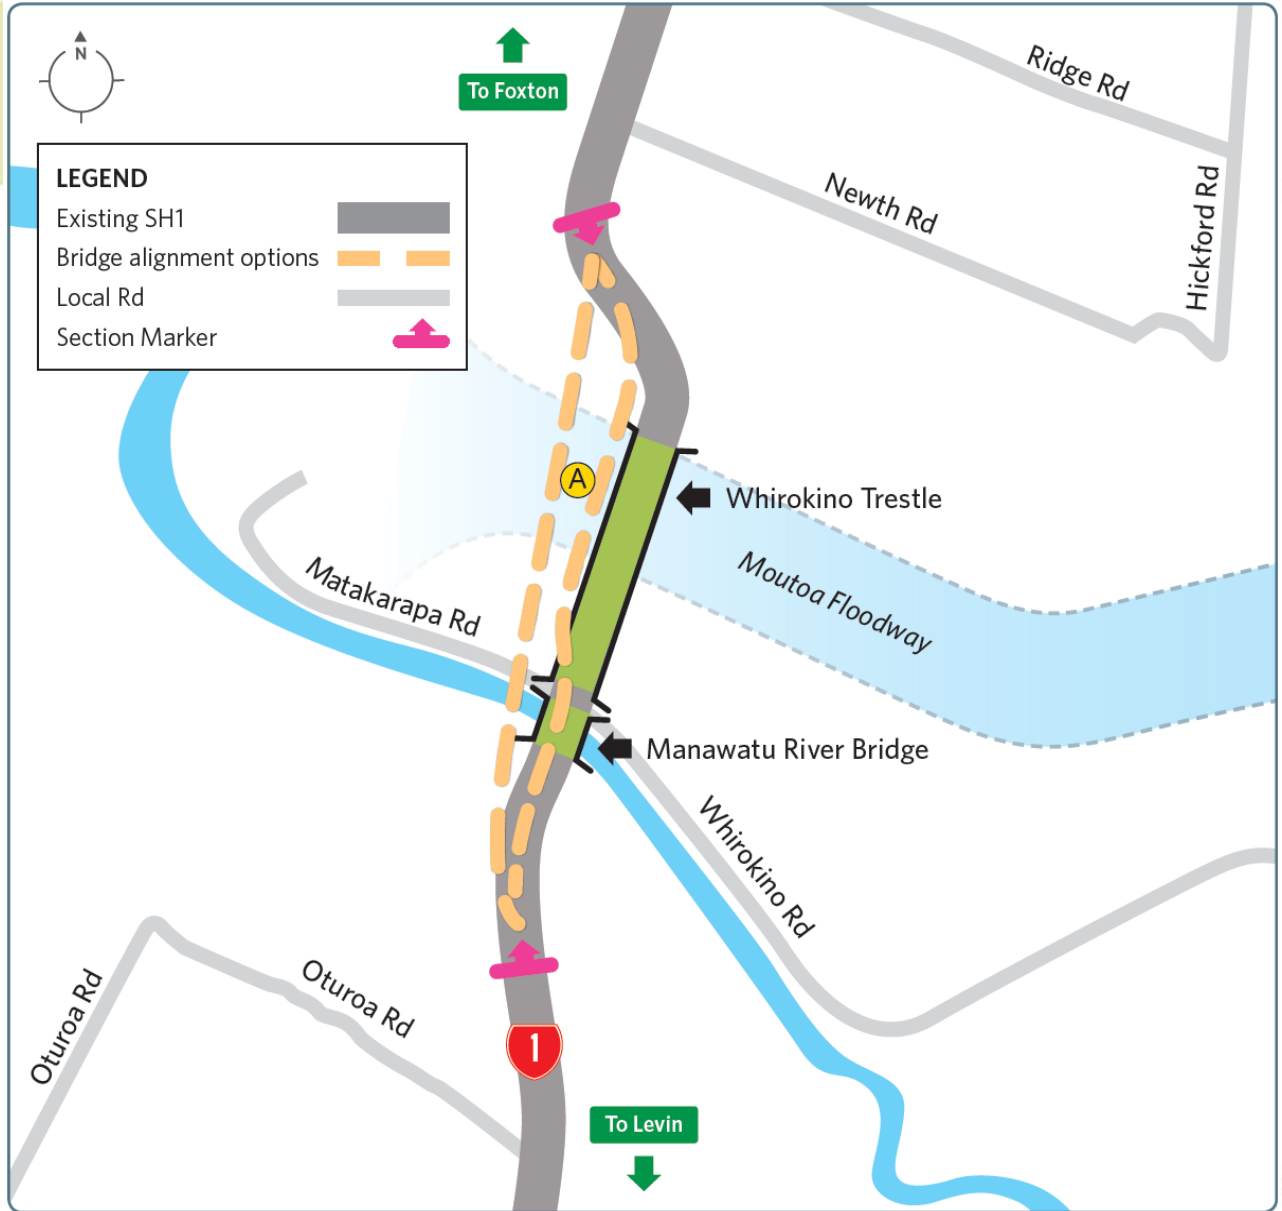 N
To Foxton
Ridge Rd
LEGEND
Existing SH1
Bridge alignment options
Local Rd
Section Marker
Newth Rd
Hickford Rd
A
Whirokino Trestle
Moutoa Floodway
Matakarapa Rd
Manawatu River Bridge
Whirokino Rd
Oturoa Rd
Oturoa Rd
1
To Levin